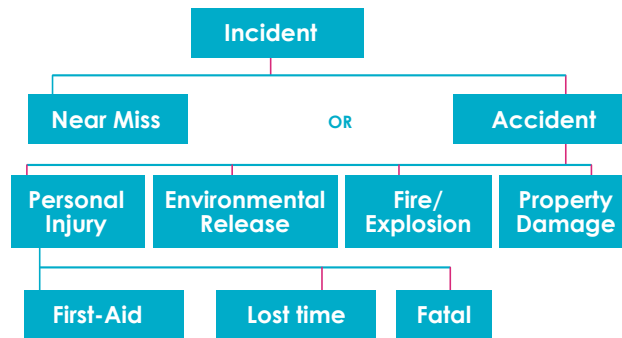 Incident
Near Miss
OR
Accident
Personal
Injury
Environmental
Release
Fire/
Explosion
Property
Damage
First-Aid
Lost time
Fatal